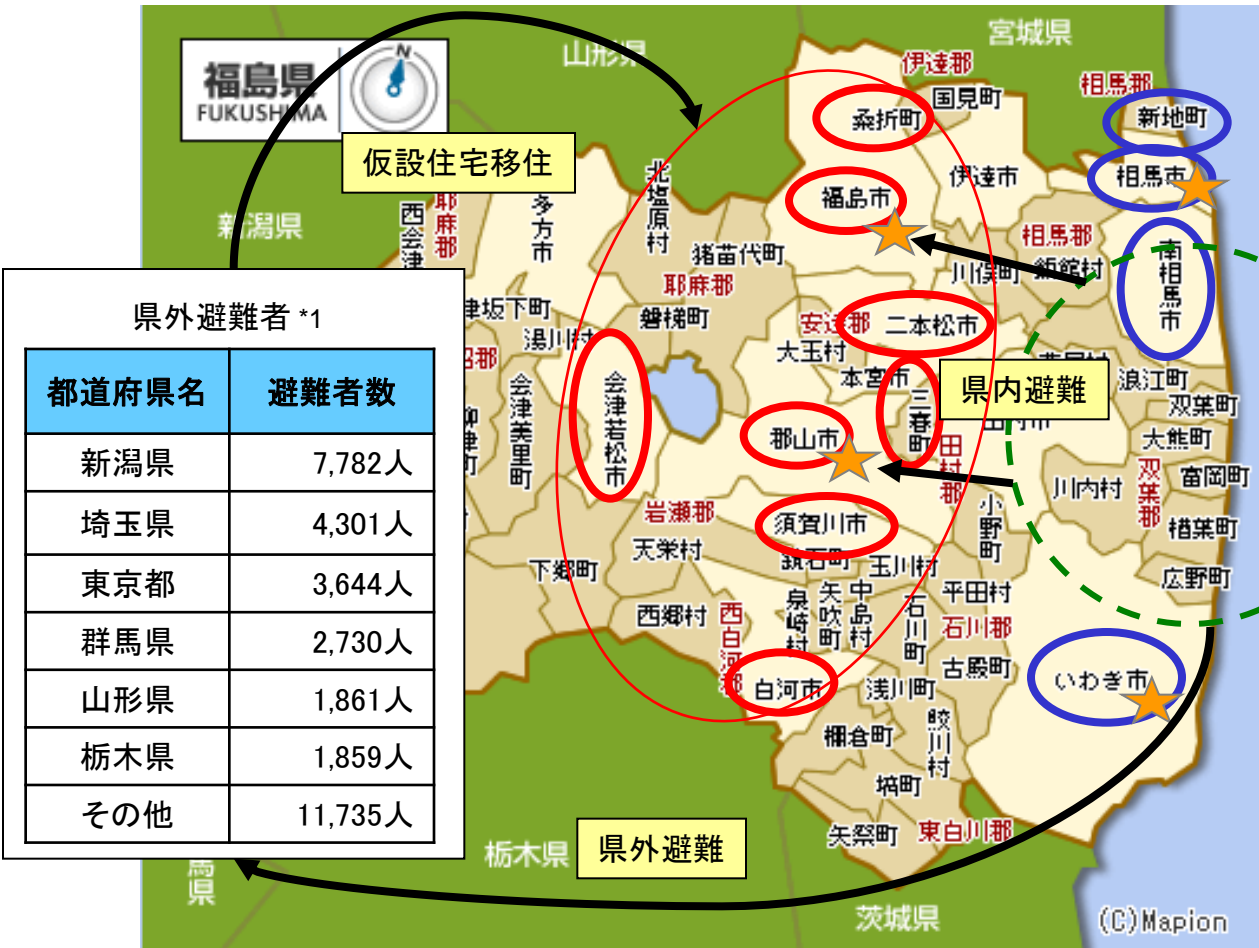 福島県
FUKUSHIMA
N
山形県
宮城県
新潟県
仮設住宅移住
伊達郡
国見町
桑折町
相馬郡
新地町
相馬市
伊達市
福島市
北塩原村
多方市
耶麻郡
西会津
猪苗代町
耶麻郡
相馬郡
飯館村
川俣町
南相馬市
津坂下町
湯川村
磐梯町
安達郡
二本松市
大玉村
本宮市
三春町
県内避難
浪江町
双葉町
大熊町
富岡町
双葉郡
楢葉町
広野町
川内村
会津若松市
会津美里町
郡山市
田村郡
小野町
岩瀬郡
須賀川市
天栄村
鏡石町
玉川村
下郷町
西郷村
西白河郡
泉崎村
矢吹町
中島村
石川町
平田村
石川郡
古殿町
白河市
浅川町
いわき市
棚倉町
鮫川村
塙町
矢祭町
東白川郡
県外避難者 *1
都道府県名 避難者数
新潟県 7,782人
埼玉県 4,301人
東京都 3,644人
群馬県 2,730人
山形県 1,861人
栃木県 1,859人
その他 11,735人
馬県
栃木県
県外避難
茨城県
(C)Mapion